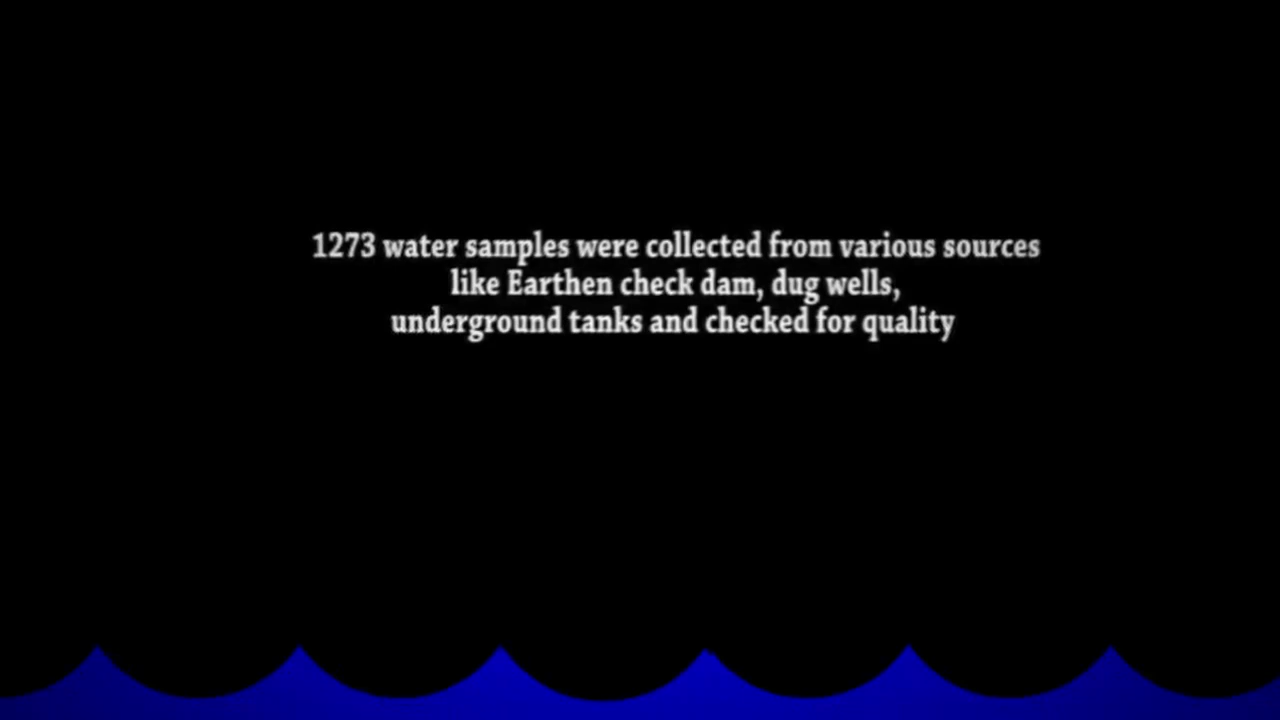 1273 water samples were collected from various sources
like Earthen check dam, dug wells,
underground tanks and checked for quality